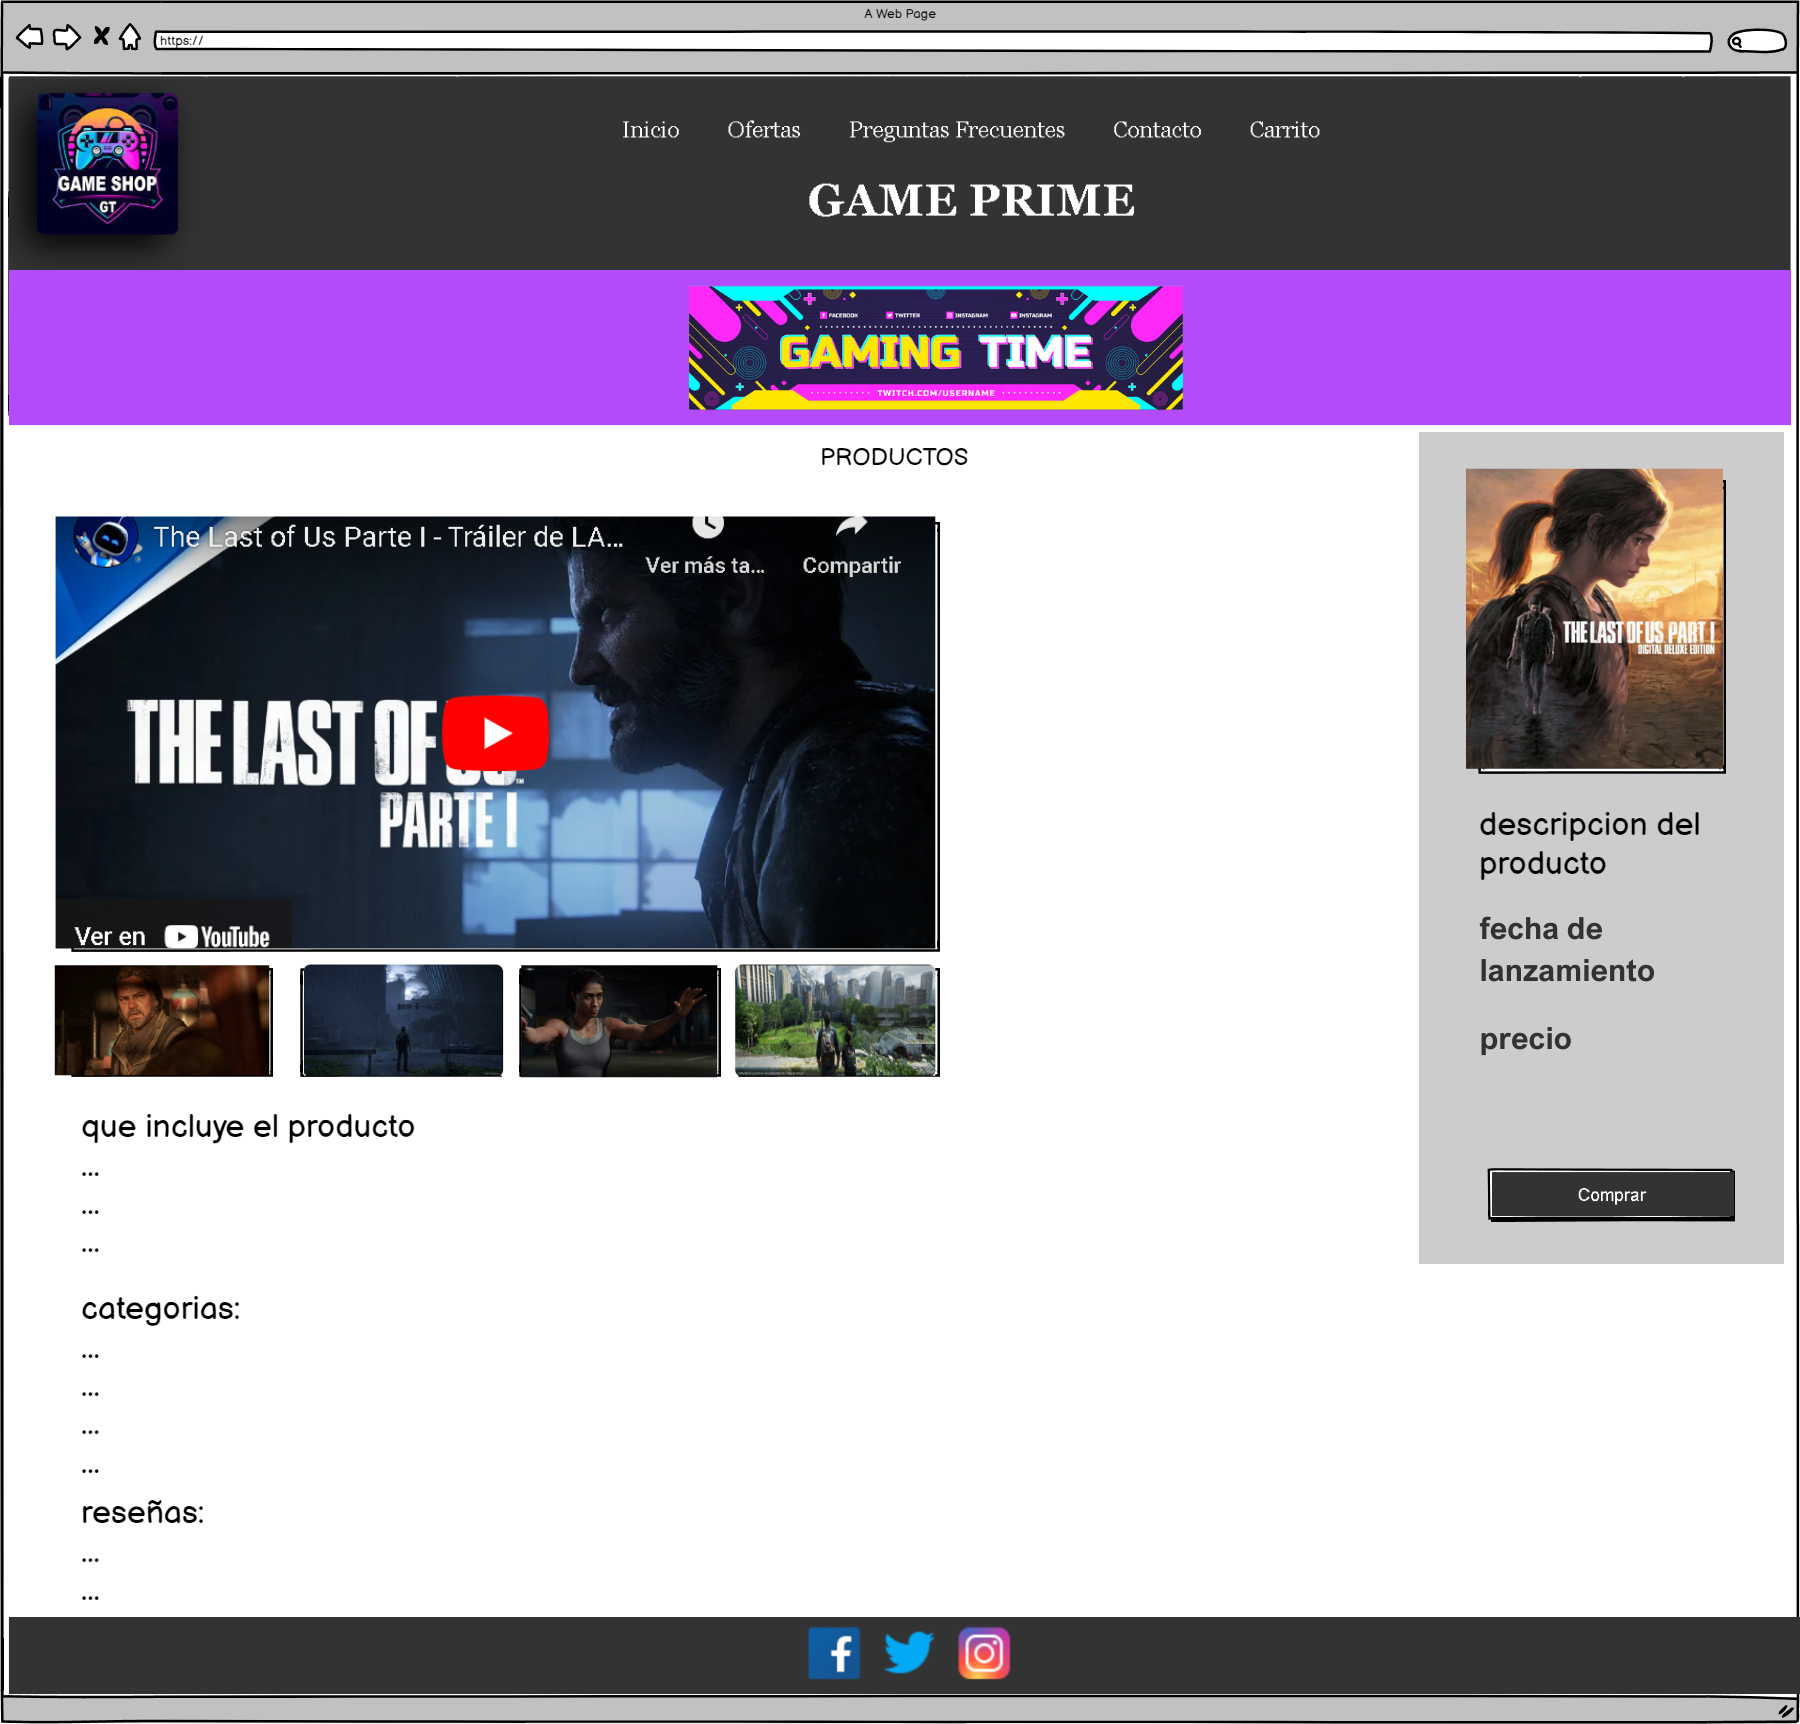 A Web Page
https://
GAME SHOP
GT
Inicio Ofertas Preguntas Frecuentes Contacto Carrito
GAME PRIME
FACEBOOK TWITTER INSTAGRAM INSTAGRAM
GAMING TIME
TWITCH.COM/USERNAME
PRODUCTOS
The Last of Us Parte I - Tráiler de LA...
Ver más ta...
Compartir
THE LAST OF US
PARTE I
Ver en YouTube
THE LAST OF US PART I
DIGITAL DELUXE EDITION
descripcion del
producto
fecha de
lanzamiento
precio
Comprar
que incluye el producto
...
...
...
categorias:
...
...
...
...
reseñas:
...
...